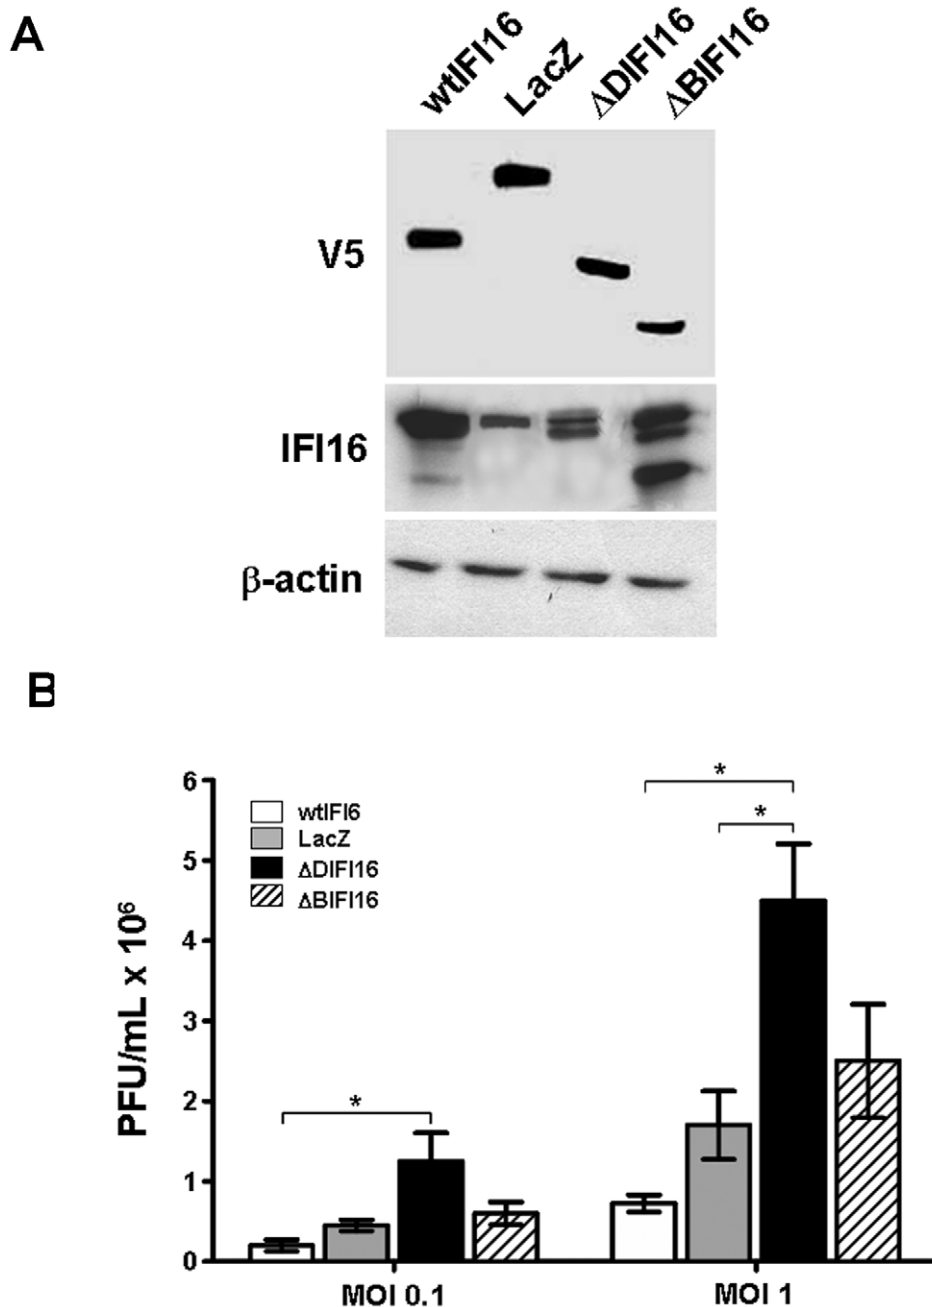 A
wtIFI16 LacZ ΔDIFI16 ΔBIFI16
V5
IFI16
β-actin
B
* *
6
wtIFI6
LacZ
ΔDIFI16
ΔBIFI16
5
4
3
2
1
0
*
PFU/mL x 10⁶
MOI 0.1 MOI 1